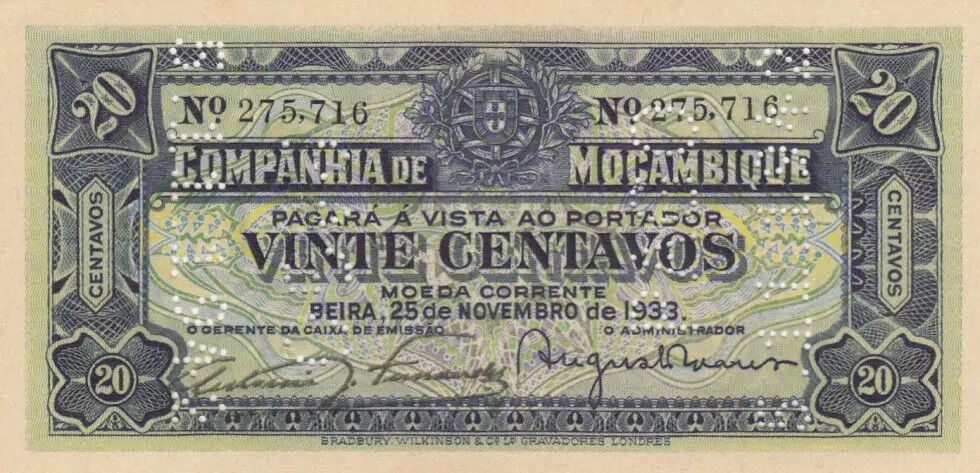 20 20
Nº 275,716 Nº 275,716
COMPANHIA DE MOÇAMBIQUE
PAGARÁ Á VISTA AO PORTADOR
CENTAVOS VINTE CENTAVOS CENTAVOS
MOEDA CORRENTE
BEIRA, 25 DE NOVEMBRO de 1933.
O GERENTE DA CAIXA DE EMISSÃO O ADMINISTRADOR
20 20
BRADBURY, WILKINSON & Cº Lᴰ GRAVADORES LONDRES